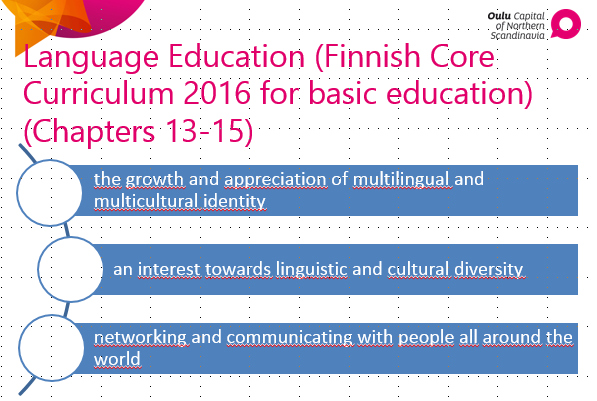 Oulu Capital
of Northern
Scandinavia
Language Education (Finnish Core
Curriculum 2016 for basic education)
(Chapters 13-15)
the growth and appreciation of multilingual and
multicultural identity
an interest towards linguistic and cultural diversity
networking and communicating with people all around the
world